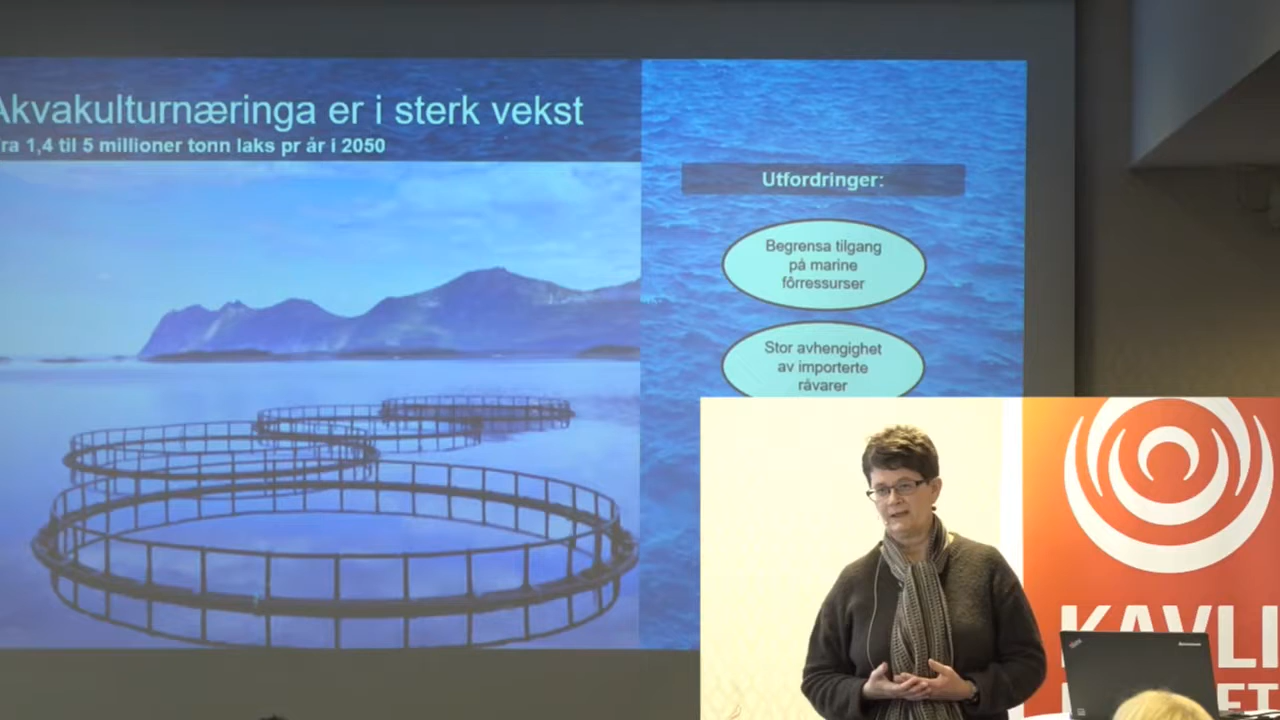 Akvakulturnæringa er i sterk vekst
ra 1,4 til 5 millioner tonn laks pr år i 2050
Utfordringer:
Begrensa tilgang
på marine
fôrressurser
Stor avhengighet
av importerte
råvarer
KAVLI